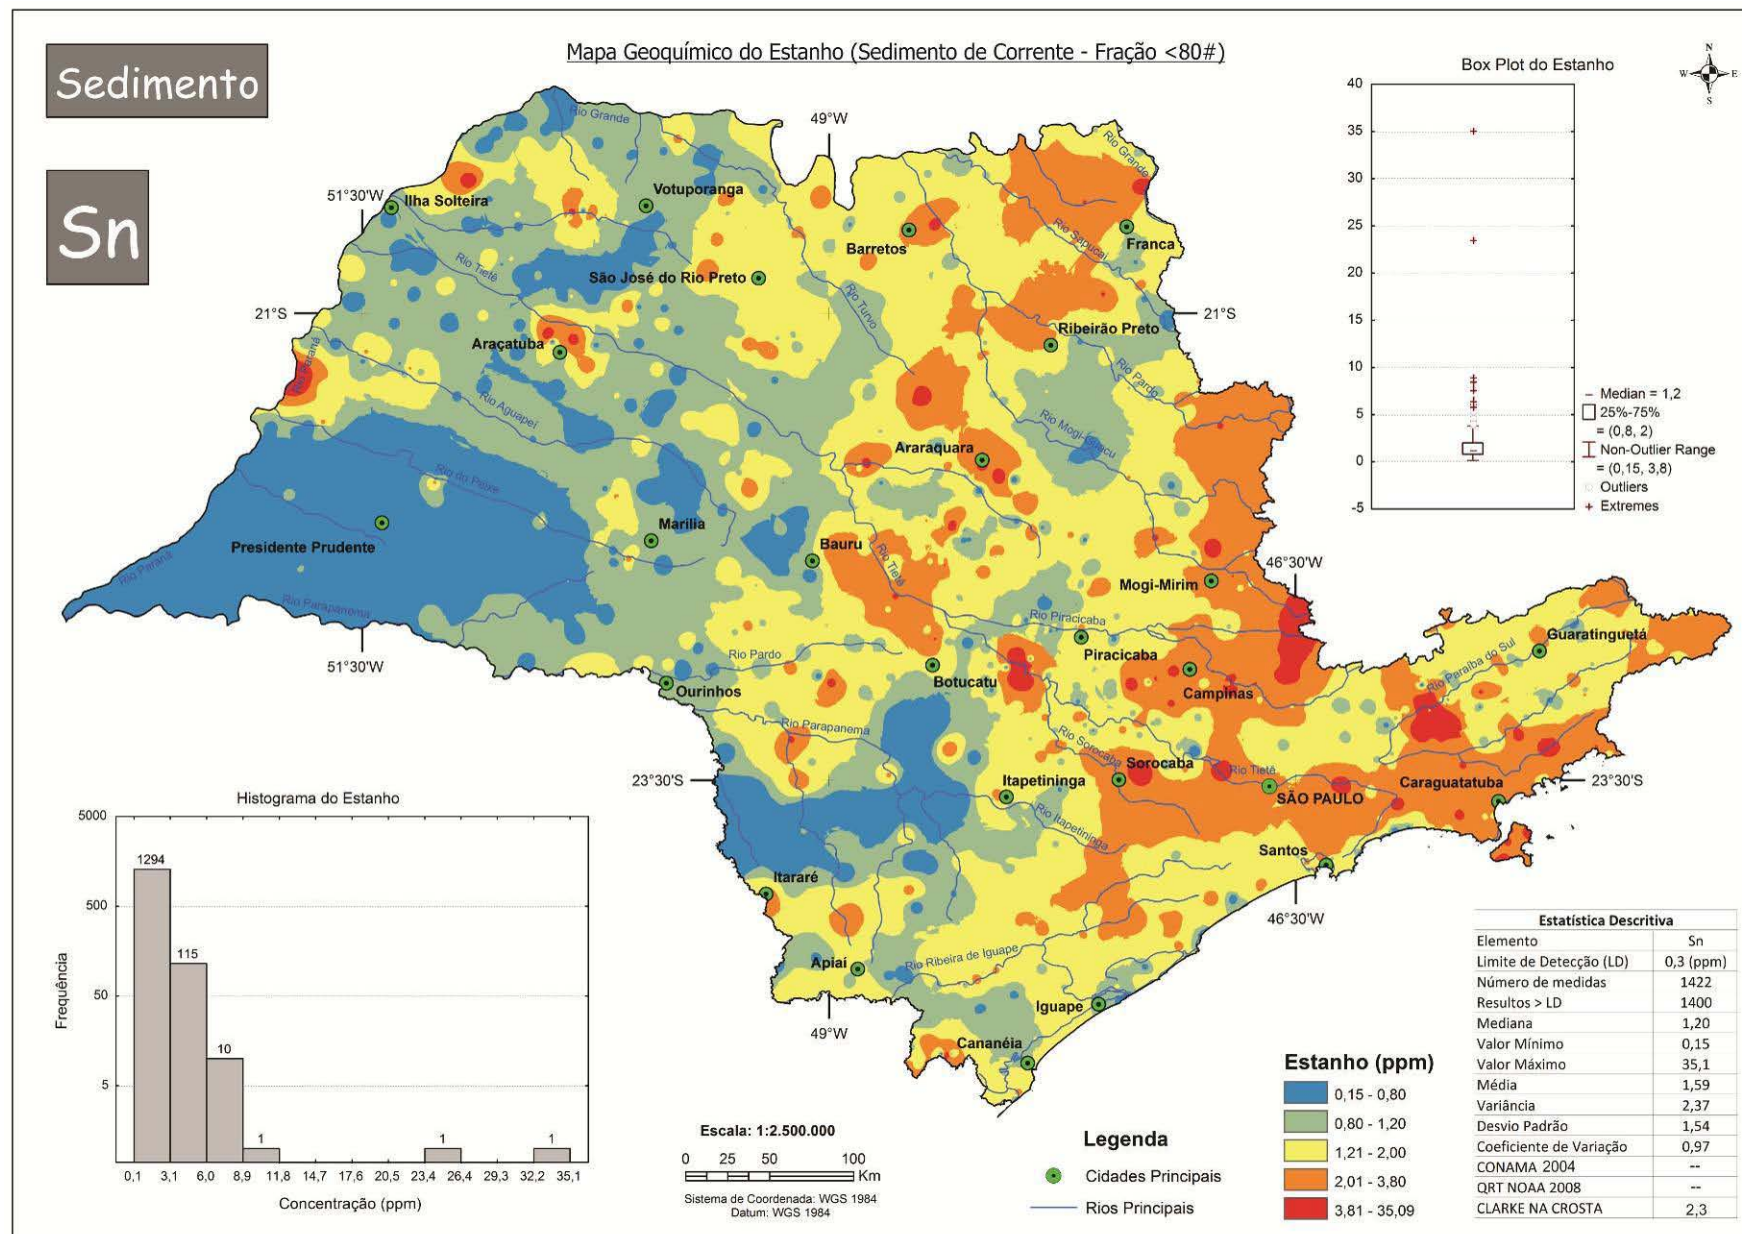 Mapa Geoquímico do Estanho (Sedimento de Corrente - Fração <80#)
Sedimento
Sn
Box Plot do Estanho
N
W E
S
40
35
30
25
20
15
10
5
0
-5
Median = 1,2
25%-75%
= (0,8, 2)
Non-Outlier Range
= (0,15, 3,8)
Outliers
Extremes
49°W
51°30'W
21°S
21°S
46°30'W
51°30'W
23°30'S
23°30'S
46°30'W
49°W
Rio Grande
Rio Grande
Ilha Solteira
Votuporanga
Barretos
Rio Sapucaí
Franca
Rio Tietê
São José do Rio Preto
Rio Turvo
Araçatuba
Ribeirão Preto
Rio Paraná
Rio Pardo
Rio Aguapeí
Rio Mogi-Guaçu
Araraquara
Rio do Peixe
Marília
Presidente Prudente
Bauru
Rio Tietê
Rio Paraná
Mogi-Mirim
Rio Parapanema
Rio Piracicaba
Piracicaba
Guaratinguetá
Rio Paraíba do Sul
Rio Pardo
Ourinhos
Botucatu
Campinas
Rio Parapanema
Rio Sorocaba
Sorocaba
Itapetininga
Rio Tietê
SÃO PAULO
Caraguatatuba
Rio Itapetininga
Santos
Itararé
Apiaí
Rio Ribeira de Iguape
Iguape
Cananéia
Histograma do Estanho
5000
500
50
5
Frequência
1294
115
10
1
1
1
0,1 3,1 6,0 8,9 11,8 14,7 17,6 20,5 23,4 26,4 29,3 32,2 35,1
Concentração (ppm)
Escala: 1:2.500.000
0 25 50 100
Km
Sistema de Coordenada: WGS 1984
Datum: WGS 1984
Legenda
Cidades Principais
Rios Principais
Estanho (ppm)
0,15 - 0,80
0,80 - 1,20
1,21 - 2,00
2,01 - 3,80
3,81 - 35,09
Estatística Descritiva
Elemento Sn
Limite de Detecção (LD) 0,3 (ppm)
Número de medidas 1422
Resultos > LD 1400
Mediana 1,20
Valor Mínimo 0,15
Valor Máximo 35,1
Média 1,59
Variância 2,37
Desvio Padrão 1,54
Coeficiente de Variação 0,97
CONAMA 2004 --
QRT NOAA 2008 --
CLARKE NA CROSTA 2,3